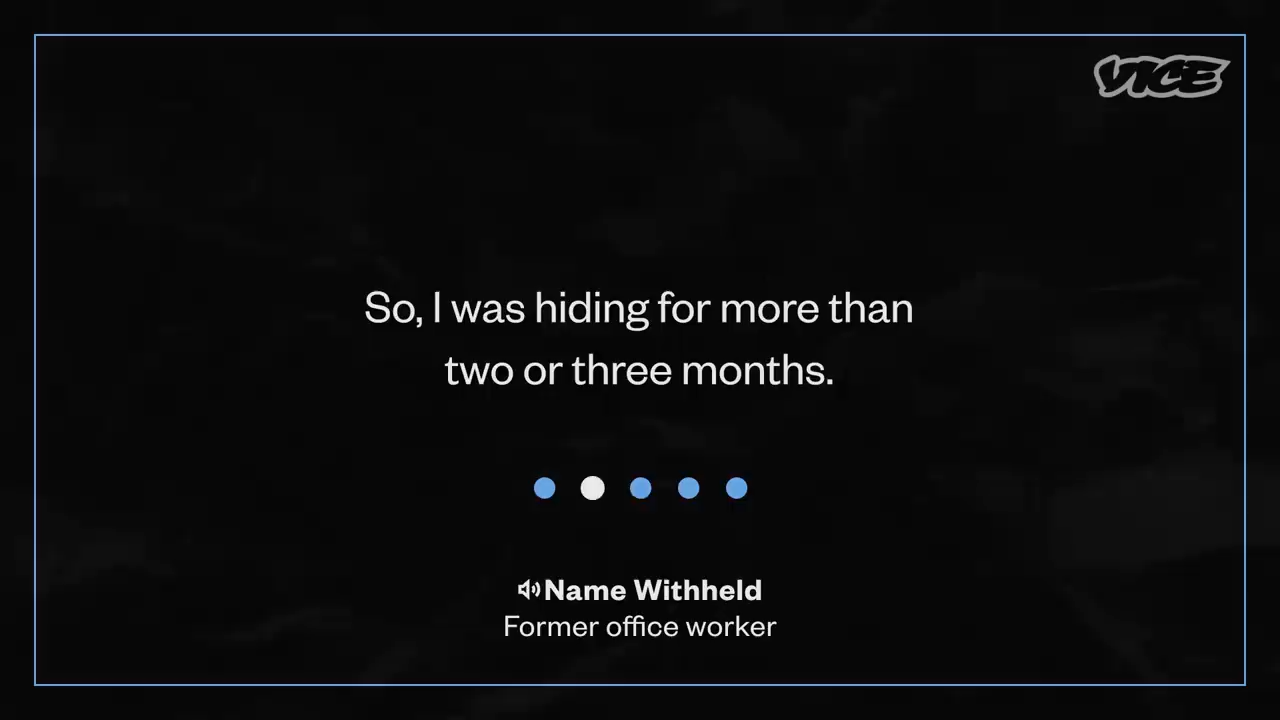 VICE
So, I was hiding for more than
two or three months.
Name Withheld
Former office worker